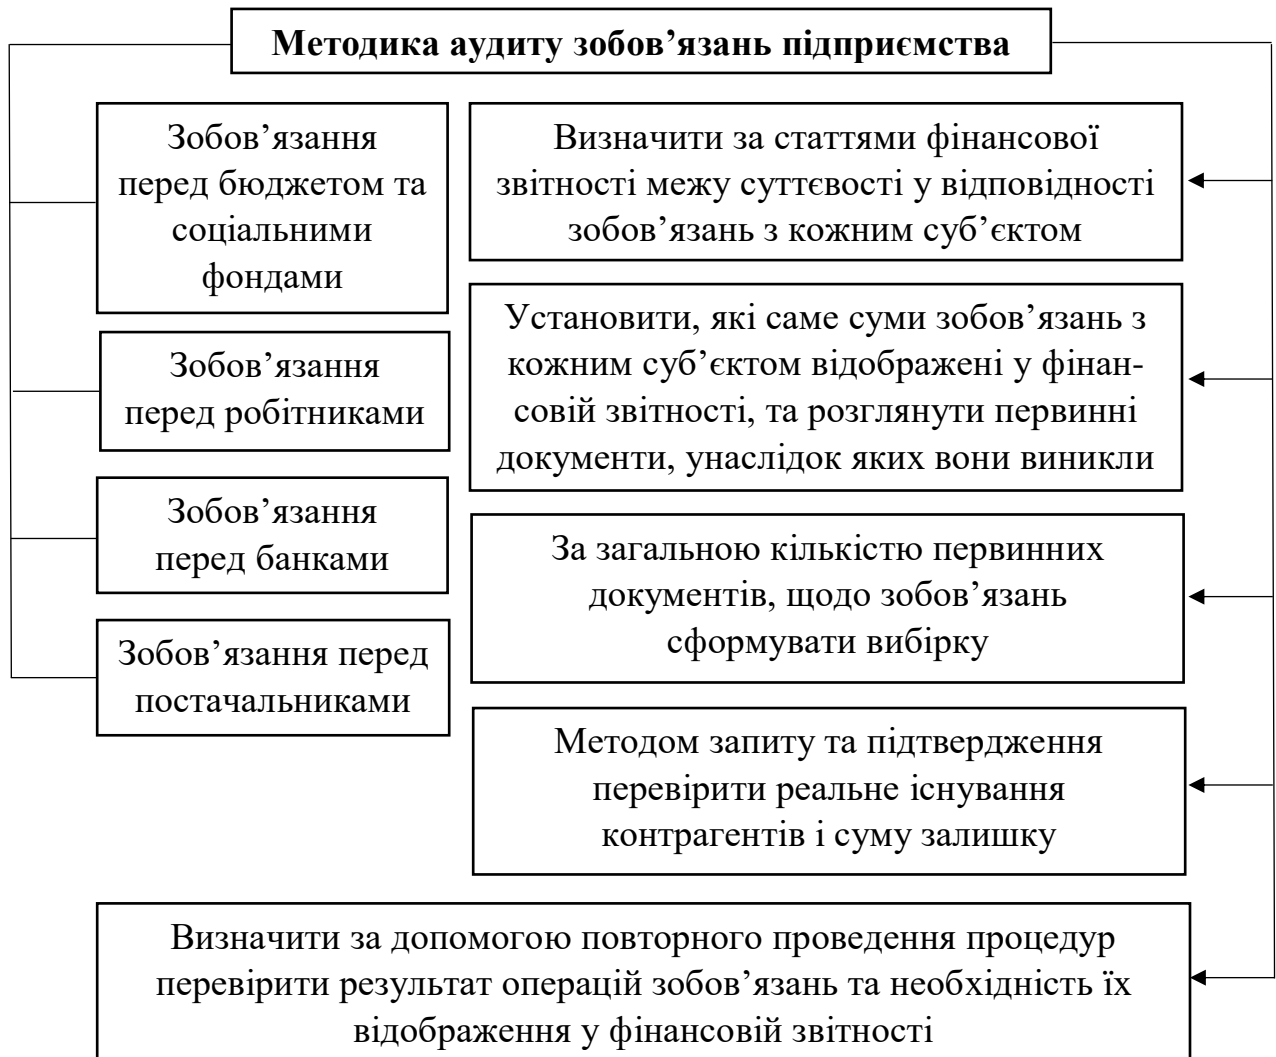 Методика аудиту зобов’язань підприємства
Зобов’язання
перед бюджетом та
соціальними
фондами
Зобов’язання
перед робітниками
Зобов’язання
перед банками
Зобов’язання перед
постачальниками
Визначити за статтями фінансової
звітності межу суттєвості у відповідності
зобов’язань з кожним суб’єктом
Установити, які саме суми зобов’язань з
кожним суб’єктом відображені у фінан-
совій звітності, та розглянути первинні
документи, унаслідок яких вони виникли
За загальною кількістю первинних
документів, щодо зобов’язань
сформувати вибірку
Методом запиту та підтвердження
перевірити реальне існування
контрагентів і суму залишку
Визначити за допомогою повторного проведення процедур
перевірити результат операцій зобов’язань та необхідність їх
відображення у фінансовій звітності